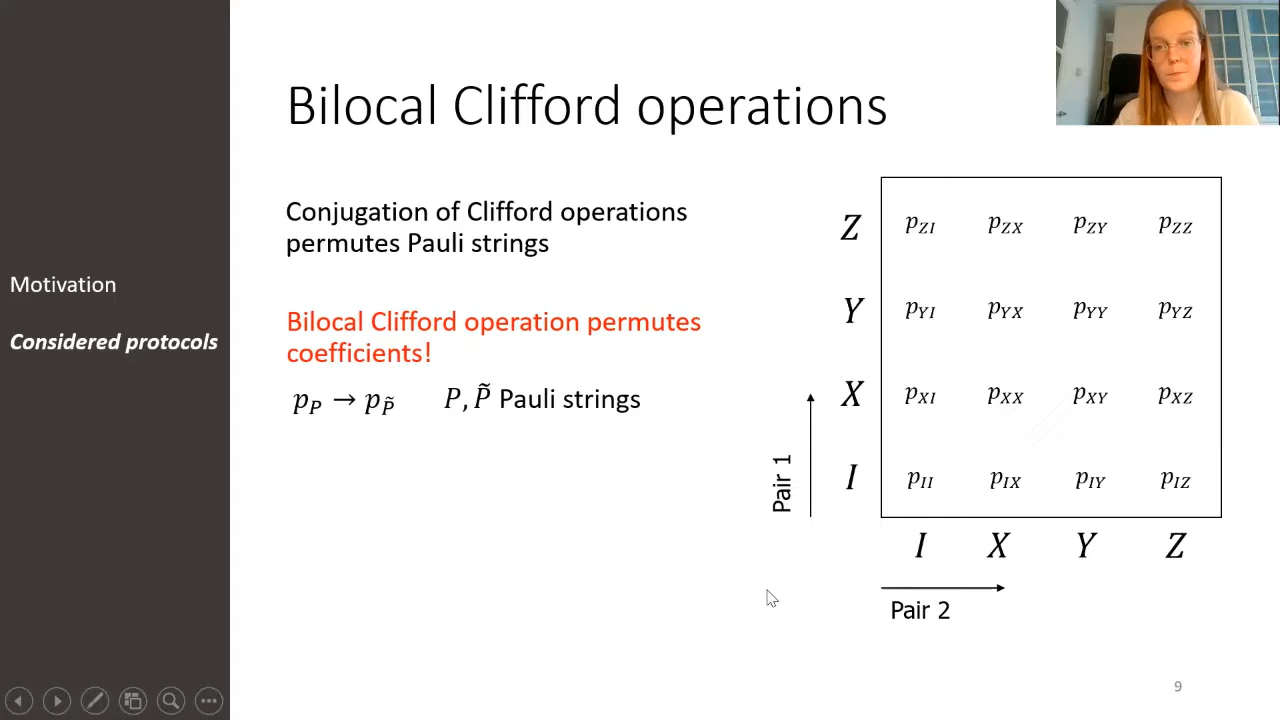 Bilocal Clifford operations
Conjugation of Clifford operations
permutes Pauli strings
Motivation
Considered protocols
Bilocal Clifford operation permutes
coefficients!
p_P → p_P̃    P, P̃ Pauli strings
Z p_ZI p_ZX p_ZY p_ZZ
Y p_YI p_YX p_YY p_YZ
X p_XI p_XX p_XY p_XZ
I p_II p_IX p_IY p_IZ
I X Y Z
Pair 1
Pair 2
9